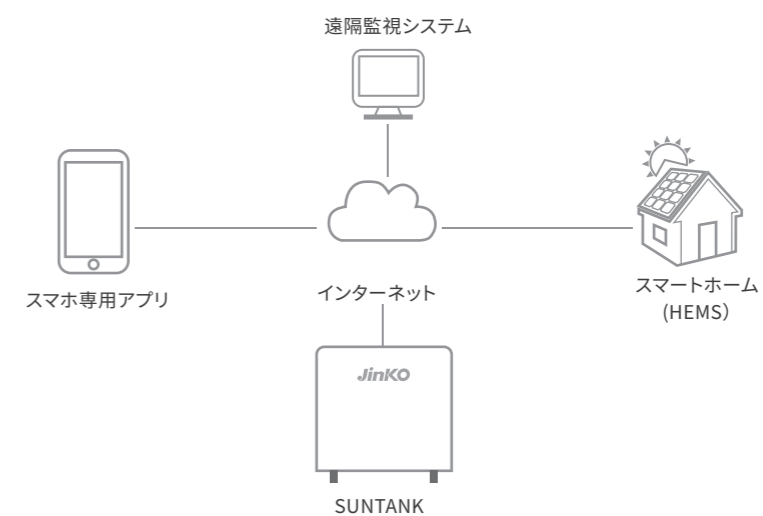 遠隔監視システム
スマホ専用アプリ
インターネット
スマートホーム
(HEMS）
JinKO
SUNTANK